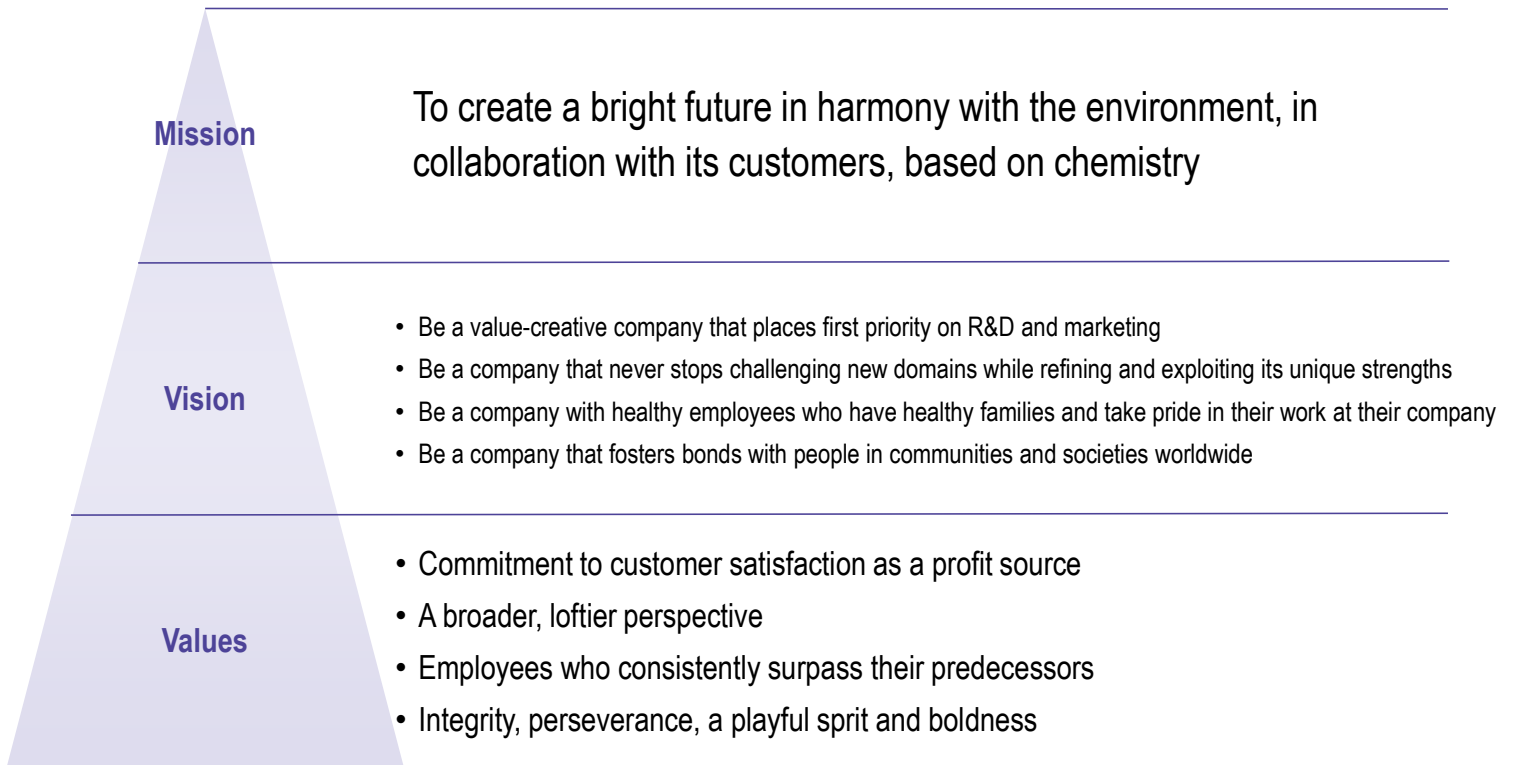 Mission
To create a bright future in harmony with the environment, in
collaboration with its customers, based on chemistry
Vision
• Be a value-creative company that places first priority on R&D and marketing
• Be a company that never stops challenging new domains while refining and exploiting its unique strengths
• Be a company with healthy employees who have healthy families and take pride in their work at their company
• Be a company that fosters bonds with people in communities and societies worldwide
Values
• Commitment to customer satisfaction as a profit source
• A broader, loftier perspective
• Employees who consistently surpass their predecessors
• Integrity, perseverance, a playful sprit and boldness